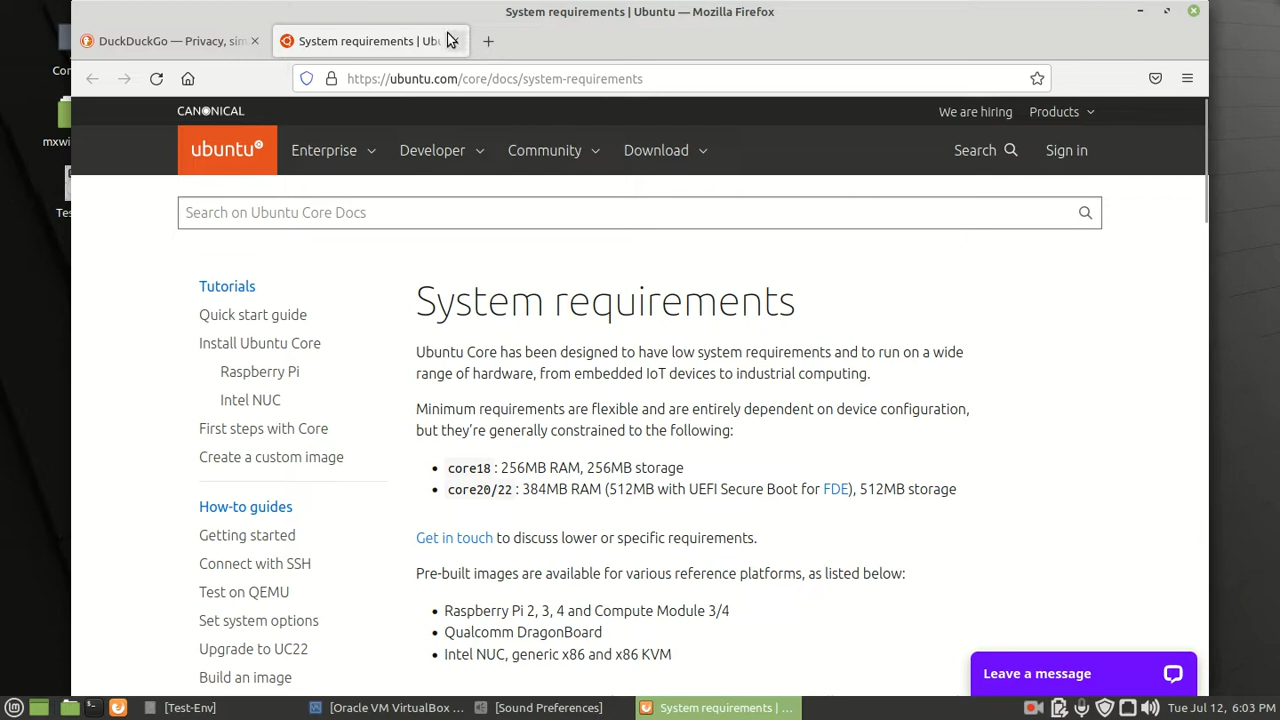 System requirements | Ubuntu — Mozilla Firefox
DuckDuckGo — Privacy, sim
System requirements | Ubu
https://ubuntu.com/core/docs/system-requirements
CANONICAL
We are hiring
Products
ubuntu
Enterprise
Developer
Community
Download
Search
Sign in
Search on Ubuntu Core Docs
Tutorials
Quick start guide
Install Ubuntu Core
Raspberry Pi
Intel NUC
First steps with Core
Create a custom image
How-to guides
Getting started
Connect with SSH
Test on QEMU
Set system options
Upgrade to UC22
Build an image
System requirements
Ubuntu Core has been designed to have low system requirements and to run on a wide
range of hardware, from embedded IoT devices to industrial computing.
Minimum requirements are flexible and are entirely dependent on device configuration,
but they're generally constrained to the following:
• core18 : 256MB RAM, 256MB storage
• core20/22 : 384MB RAM (512MB with UEFI Secure Boot for FDE), 512MB storage
Get in touch to discuss lower or specific requirements.
Pre-built images are available for various reference platforms, as listed below:
• Raspberry Pi 2, 3, 4 and Compute Module 3/4
• Qualcomm DragonBoard
• Intel NUC, generic x86 and x86 KVM
Leave a message
Con
mxwi
Tes
[Test-Env]
[Oracle VM VirtualBox ...
[Sound Preferences]
System requirements | ...
Tue Jul 12, 6:03 PM